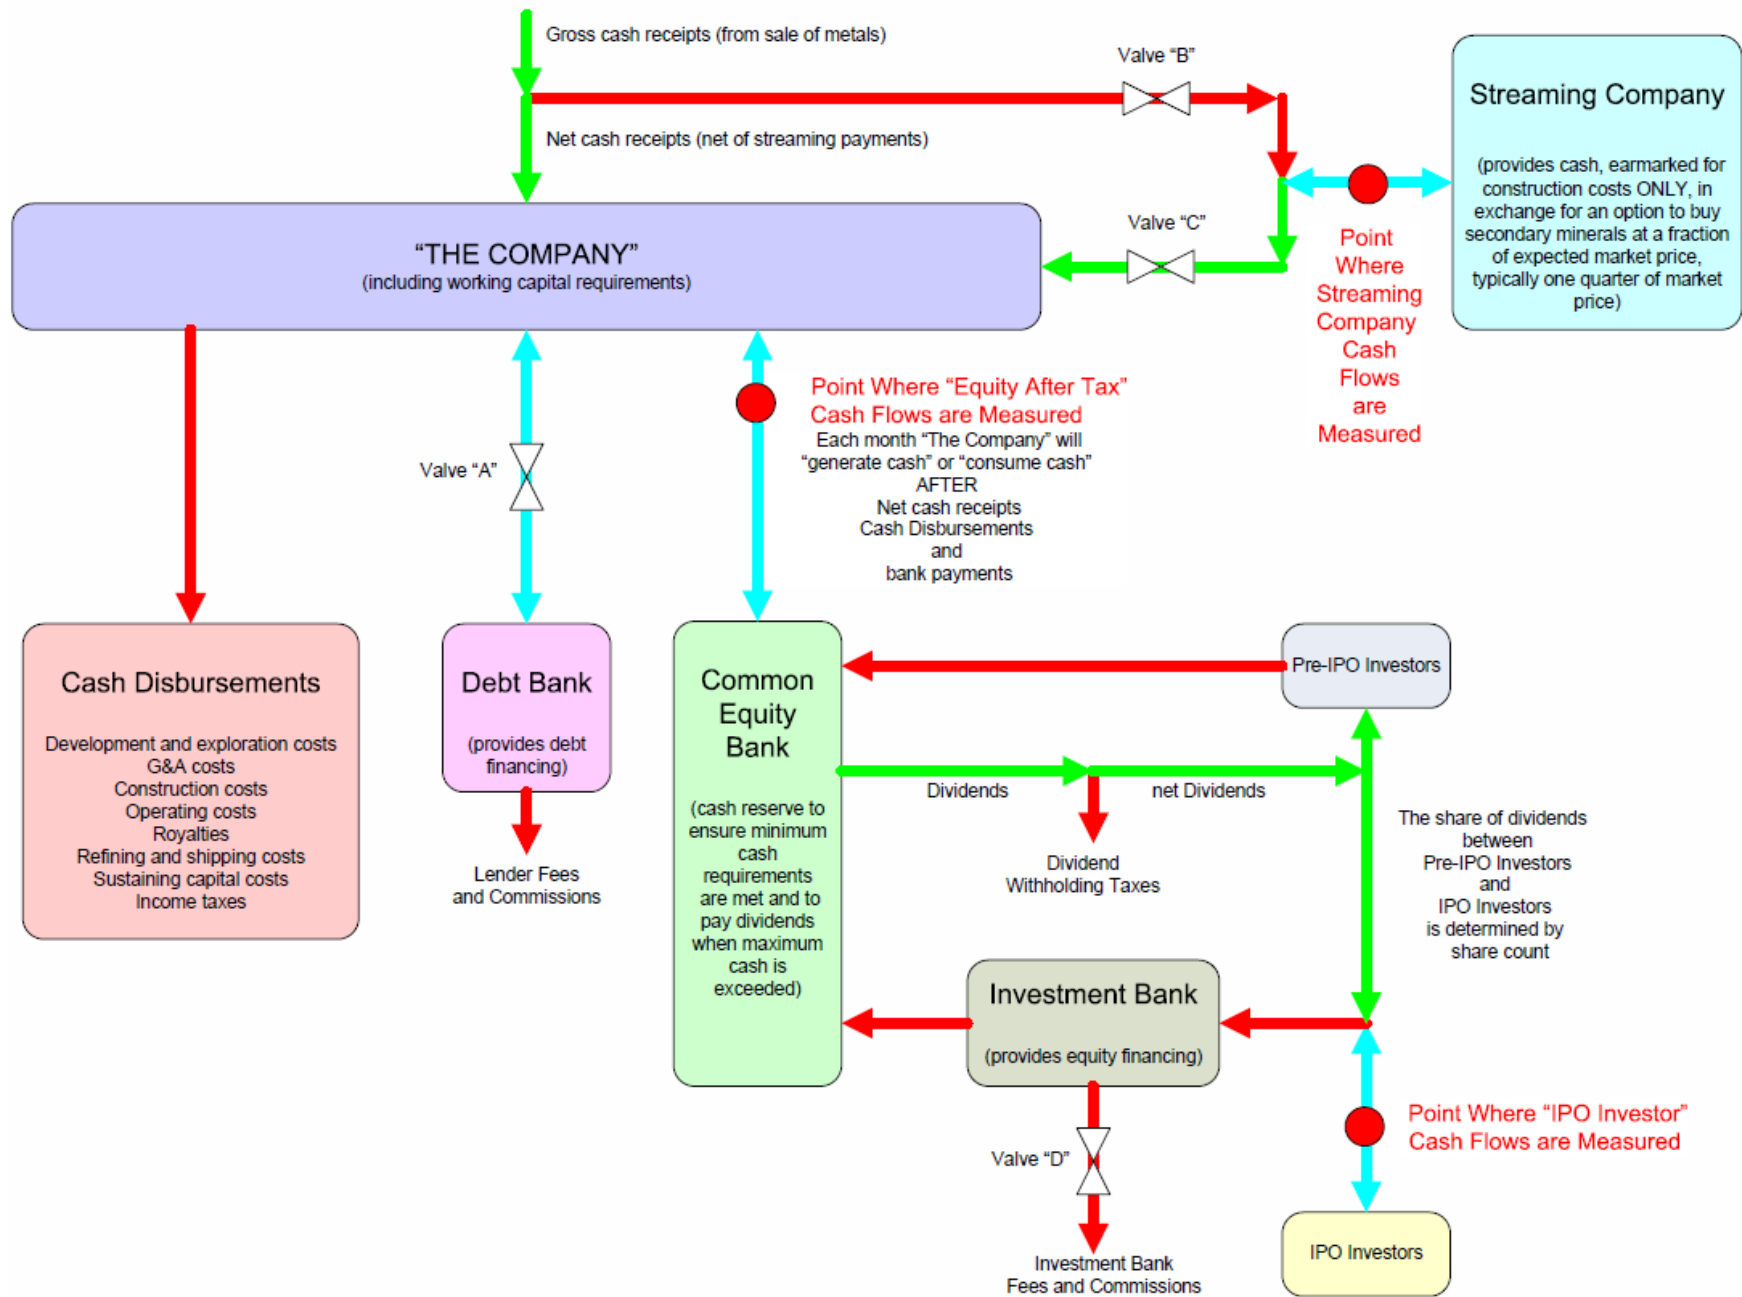 Gross cash receipts (from sale of metals)
Valve “B”
Net cash receipts (net of streaming payments)
Streaming Company
(provides cash, earmarked for
construction costs ONLY, in
exchange for an option to buy
secondary minerals at a fraction
of expected market price,
typically one quarter of market
price)
“THE COMPANY”
(including working capital requirements)
Valve “C”
Point
Where
Streaming
Company
Cash
Flows
are
Measured
Valve “A”
Point Where “Equity After Tax”
Cash Flows are Measured
Each month “The Company” will
“generate cash” or “consume cash”
AFTER
Net cash receipts
Cash Disbursements
and
bank payments
Cash Disbursements
Development and exploration costs
G&A costs
Construction costs
Operating costs
Royalties
Refining and shipping costs
Sustaining capital costs
Income taxes
Debt Bank
(provides debt
financing)
Lender Fees
and Commissions
Common
Equity
Bank
(cash reserve to
ensure minimum
cash
requirements
are met and to
pay dividends
when maximum
cash is
exceeded)
Pre-IPO Investors
Dividends
net Dividends
Dividend
Withholding Taxes
The share of dividends
between
Pre-IPO Investors
and
IPO Investors
is determined by
share count
Investment Bank
(provides equity financing)
Valve “D”
Investment Bank
Fees and Commissions
Point Where “IPO Investor”
Cash Flows are Measured
IPO Investors